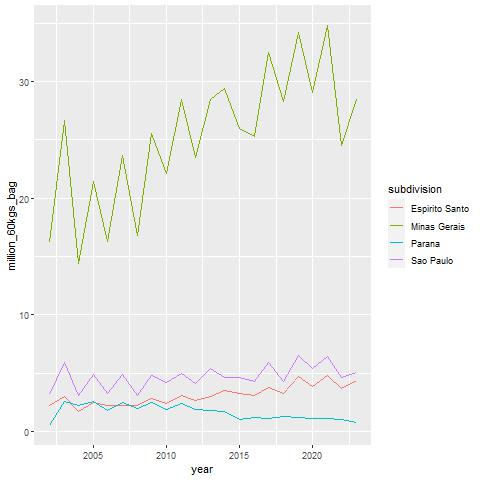 million_60kgs_bag
30
20
10
0
2005 2010 2015 2020
year
subdivision
Espirito Santo
Minas Gerais
Parana
Sao Paulo